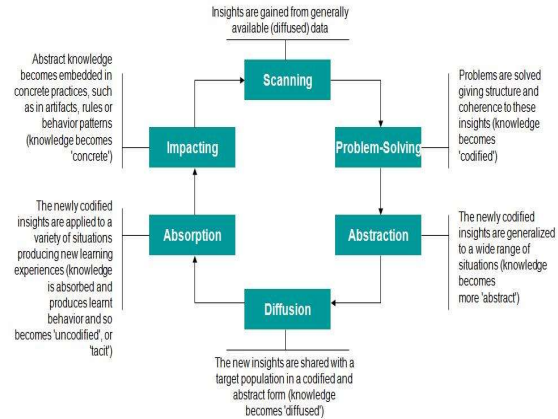 Insights are gained from generally
available (diffused) data
Scanning
Problems are solved
giving structure and
coherence to these
insights (knowledge
becomes
'codified')
Problem-Solving
The newly codified
insights are generalized
to a wide range of
situations (knowledge
becomes
more 'abstract')
Abstraction
Diffusion
The new insights are shared with a
target population in a codified and
abstract form (knowledge
becomes 'diffused')
Absorption
The newly codified
insights are applied to a
variety of situations
producing new learning
experiences (knowledge
is absorbed and
produces learnt
behavior and so
becomes 'uncodified', or
'tacit')
Impacting
Abstract knowledge
becomes embedded in
concrete practices, such
as in artifacts, rules or
behavior patterns
(knowledge becomes
'concrete')